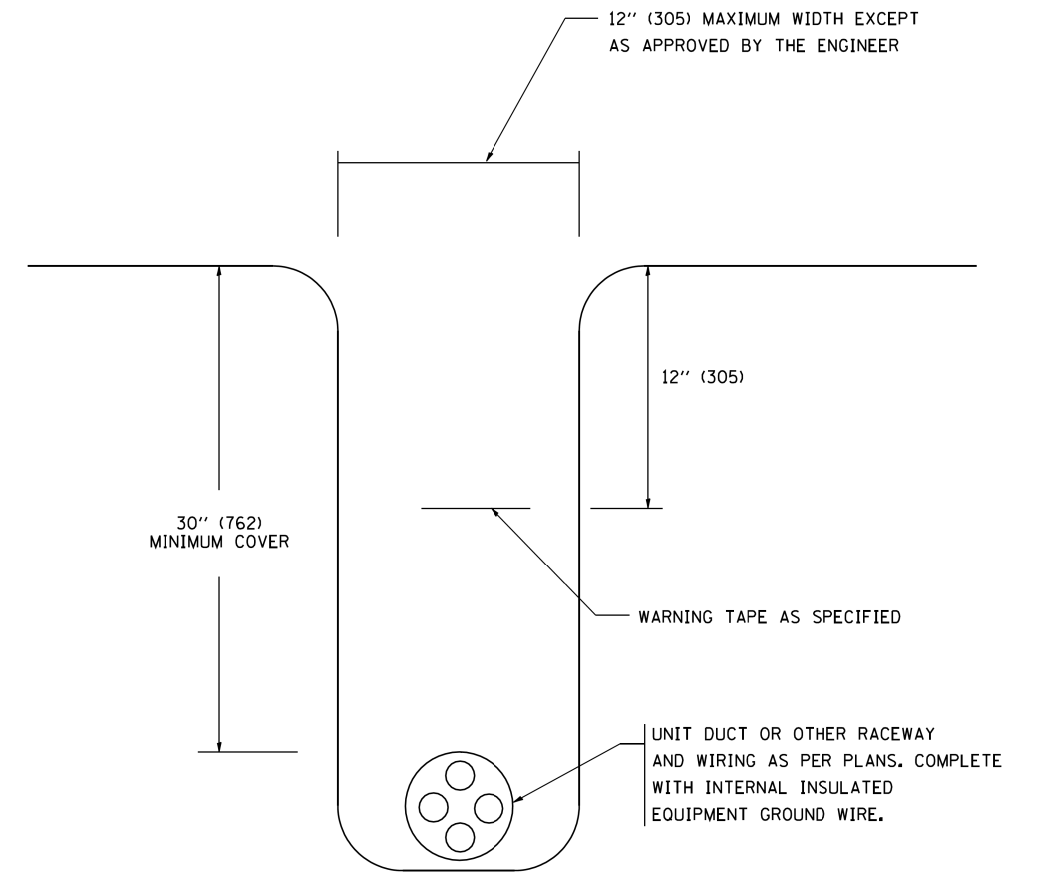 12'' (305) MAXIMUM WIDTH EXCEPT
AS APPROVED BY THE ENGINEER
12'' (305)
30'' (762)
MINIMUM COVER
WARNING TAPE AS SPECIFIED
UNIT DUCT OR OTHER RACEWAY
AND WIRING AS PER PLANS. COMPLETE
WITH INTERNAL INSULATED
EQUIPMENT GROUND WIRE.